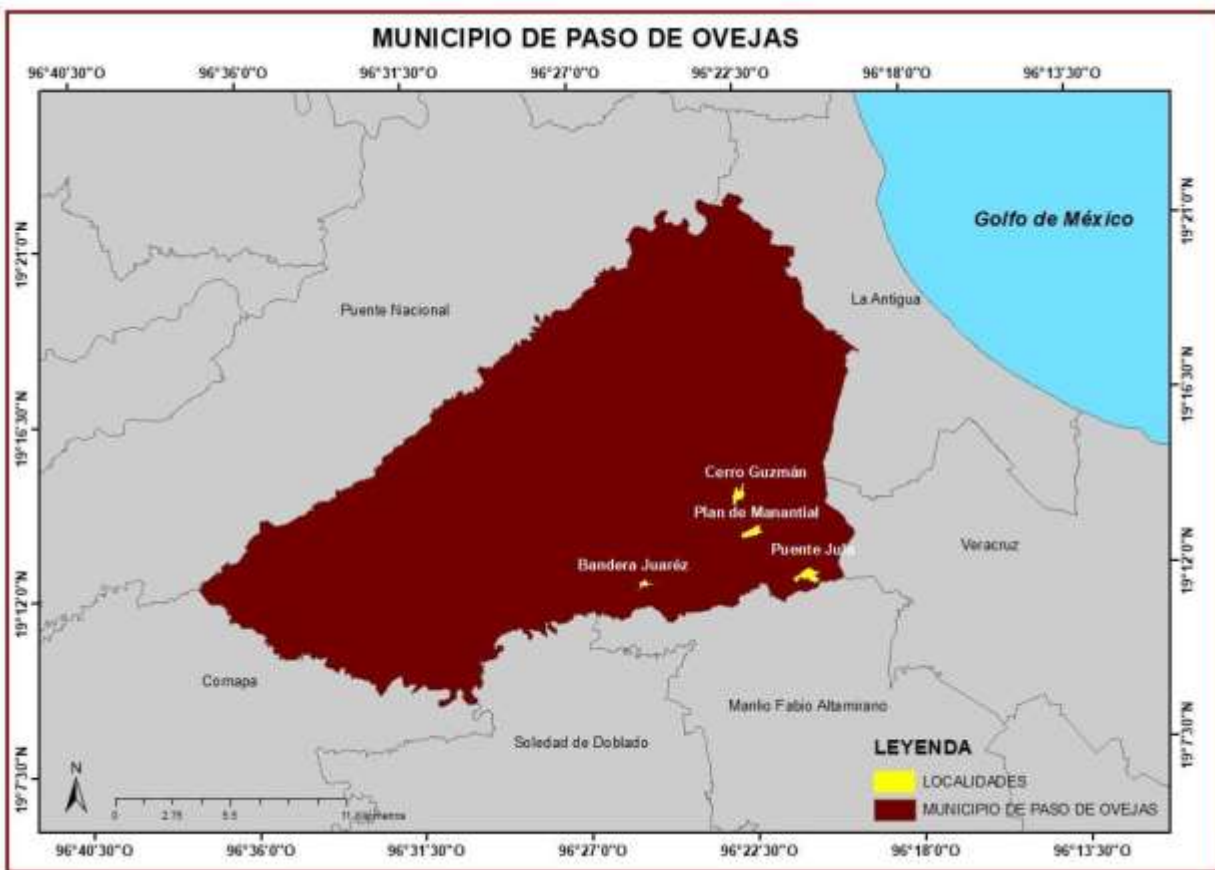 MUNICIPIO DE PASO DE OVEJAS
96°40'30"O 96°36'0"O 96°31'30"O 96°27'0"O 96°22'30"O 96°18'0"O 96°13'30"O
19°21'0"N
19°21'0"N
Golfo de México
La Antigua
Puente Nacional
19°16'30"N
19°16'30"N
Cerro Guzmán
Plan de Manantial
Puente Jula
Veracruz
Bandera Juaréz
19°12'0"N
19°12'0"N
Comapa
Manlio Fabio Altamirano
Soledad de Doblado
19°7'30"N
19°7'30"N
LEYENDA
LOCALIDADES
MUNICIPIO DE PASO DE OVEJAS
N
0 2.75 5.5 11 Kilómetros
96°40'30"O 96°36'0"O 96°31'30"O 96°27'0"O 96°22'30"O 96°18'0"O 96°13'30"O